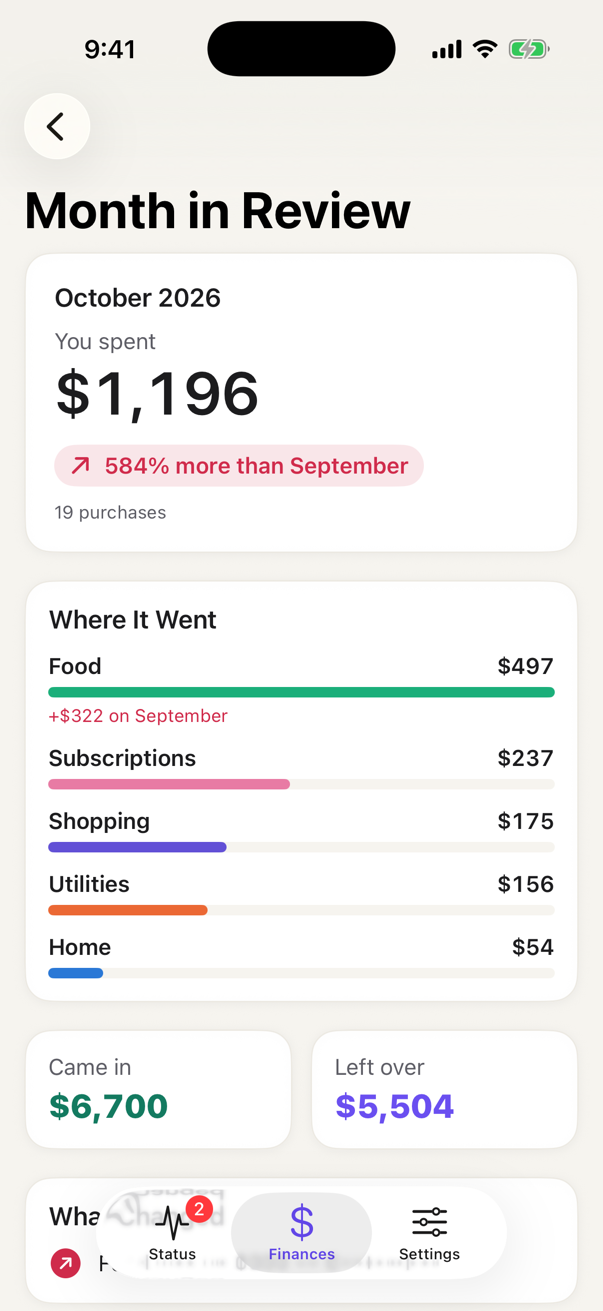 9:41
Month in Review
October 2026
You spent
$1,196
584% more than September
19 purchases
Where It Went
Food $497
+$322 on September
Subscriptions $237
Shopping $175
Utilities $156
Home $54
Came in
$6,700
Left over
$5,504
2
Status
Finances
Settings